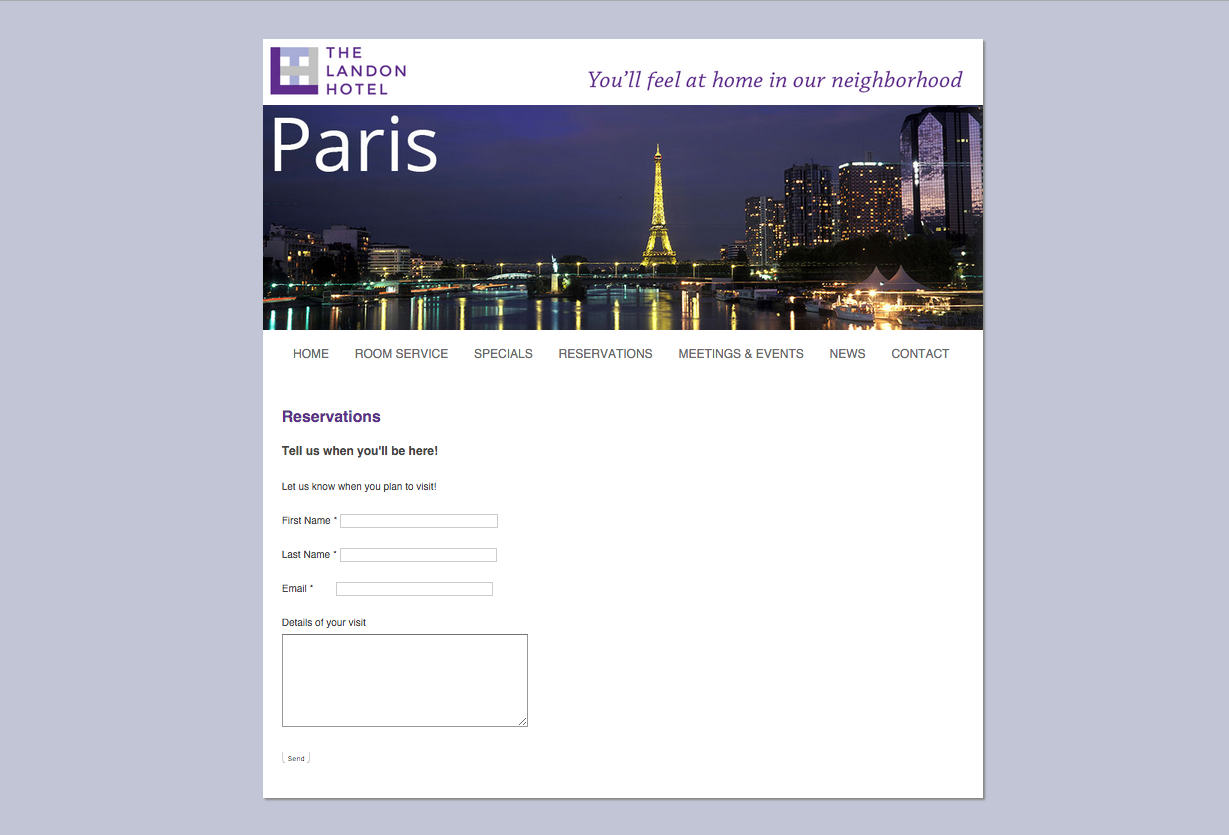 THE
LANDON
HOTEL
You’ll feel at home in our neighborhood
Paris
HOME ROOM SERVICE SPECIALS RESERVATIONS MEETINGS & EVENTS NEWS CONTACT
Reservations
Tell us when you'll be here!
Let us know when you plan to visit!
First Name *
Last Name *
Email *
Details of your visit
Send